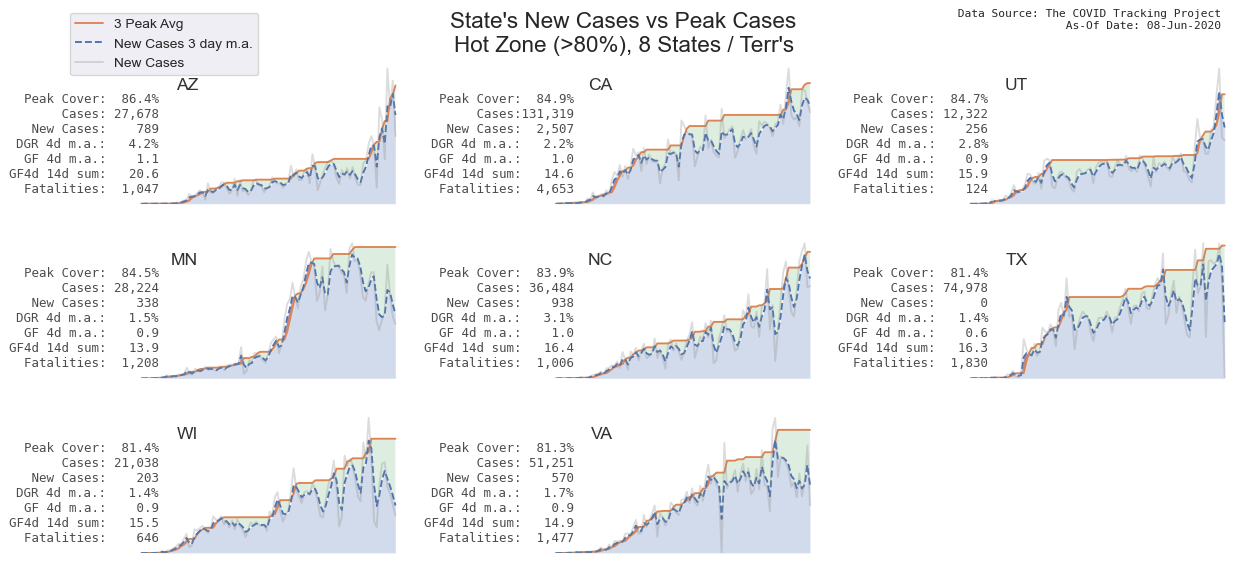 3 Peak Avg
New Cases 3 day m.a.
New Cases
State's New Cases vs Peak Cases
Hot Zone (>80%), 8 States / Terr's
Data Source: The COVID Tracking Project
As-Of Date: 08-Jun-2020
AZ
Peak Cover: 86.4%
Cases: 27,678
New Cases: 789
DGR 4d m.a.: 4.2%
GF 4d m.a.: 1.1
GF4d 14d sum: 20.6
Fatalities: 1,047
CA
Peak Cover: 84.9%
Cases:131,319
New Cases: 2,507
DGR 4d m.a.: 2.2%
GF 4d m.a.: 1.0
GF4d 14d sum: 14.6
Fatalities: 4,653
UT
Peak Cover: 84.7%
Cases: 12,322
New Cases: 256
DGR 4d m.a.: 2.8%
GF 4d m.a.: 0.9
GF4d 14d sum: 15.9
Fatalities: 124
MN
Peak Cover: 84.5%
Cases: 28,224
New Cases: 338
DGR 4d m.a.: 1.5%
GF 4d m.a.: 0.9
GF4d 14d sum: 13.9
Fatalities: 1,208
NC
Peak Cover: 83.9%
Cases: 36,484
New Cases: 938
DGR 4d m.a.: 3.1%
GF 4d m.a.: 1.0
GF4d 14d sum: 16.4
Fatalities: 1,006
TX
Peak Cover: 81.4%
Cases: 74,978
New Cases: 0
DGR 4d m.a.: 1.4%
GF 4d m.a.: 0.6
GF4d 14d sum: 16.3
Fatalities: 1,830
WI
Peak Cover: 81.4%
Cases: 21,038
New Cases: 203
DGR 4d m.a.: 1.4%
GF 4d m.a.: 0.9
GF4d 14d sum: 15.5
Fatalities: 646
VA
Peak Cover: 81.3%
Cases: 51,251
New Cases: 570
DGR 4d m.a.: 1.7%
GF 4d m.a.: 0.9
GF4d 14d sum: 14.9
Fatalities: 1,477